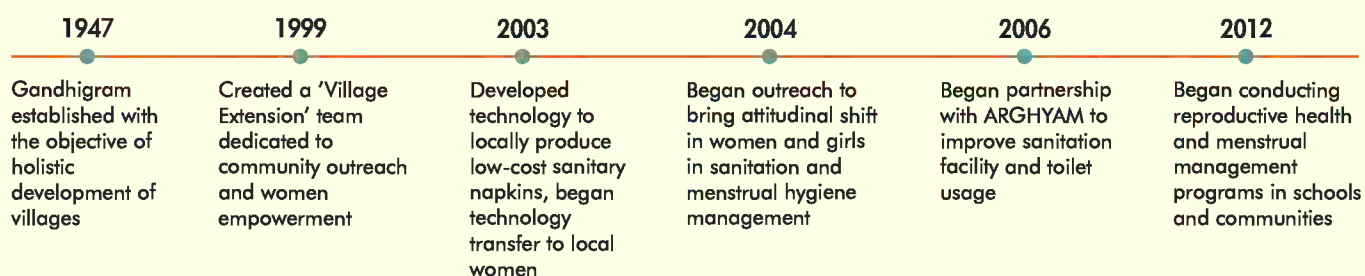 1947
Gandhigram
established with
the objective of
holistic
development of
villages
1999
Created a 'Village
Extension' team
dedicated to
community outreach
and women
empowerment
2003
Developed
technology to
locally produce
low-cost sanitary
napkins, began
technology
transfer to local
women
2004
Began outreach to
bring attitudinal shift
in women and girls
in sanitation and
menstrual hygiene
management
2006
Began partnership
with ARGHYAM to
improve sanitation
facility and toilet
usage
2012
Began conducting
reproductive health
and menstrual
management
programs in schools
and communities